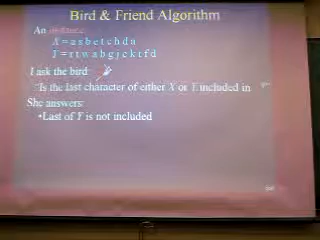 Bird & Friend Algorithm
An instance:
X = a s b e t c h d n
I ask the bird:
Is the last character of either X or Y included in
She answers:
•Last of Y is not included